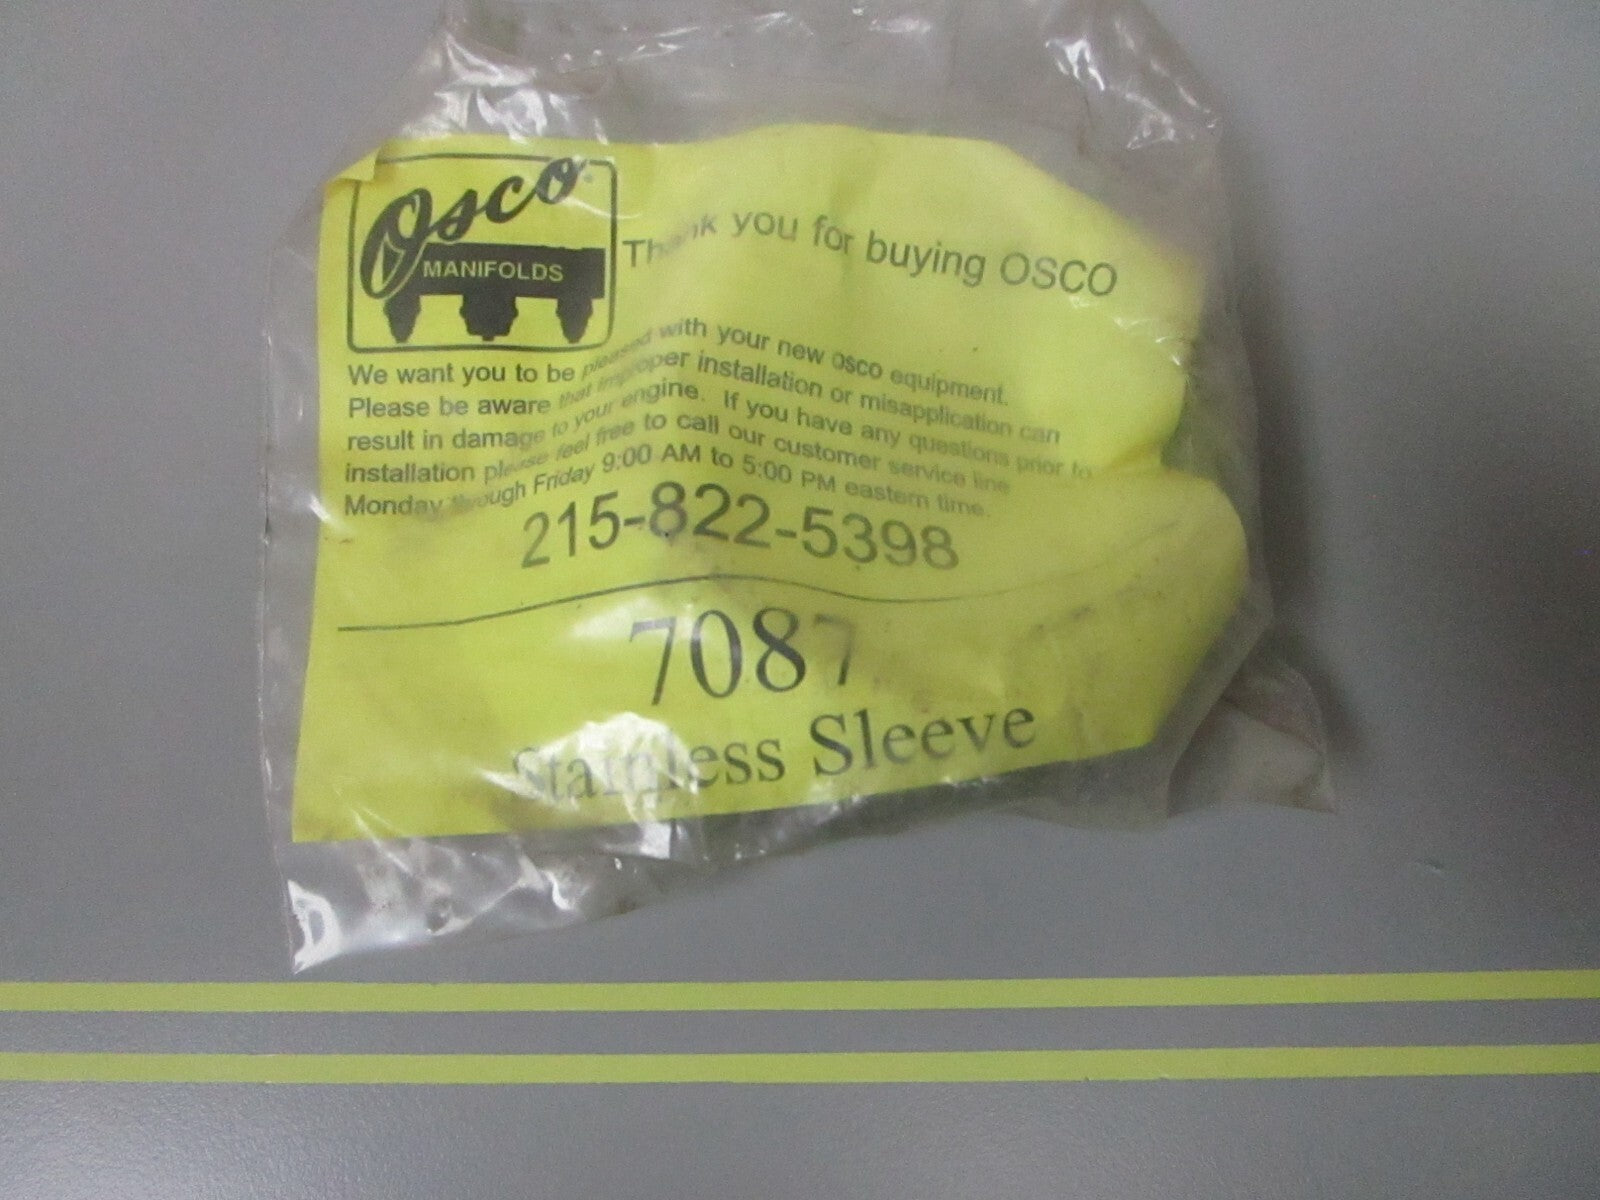 Osco
MANIFOLDS
Thank you for buying OSCO
We want you to be pleased with your new osco equipment.
Please be aware that improper installation or misapplication can
result in damage to your engine. If you have any questions prior to
installation please feel free to call our customer service line
Monday through Friday 9:00 AM to 5:00 PM eastern time.
215-822-5398
7087
Stainless Sleeve